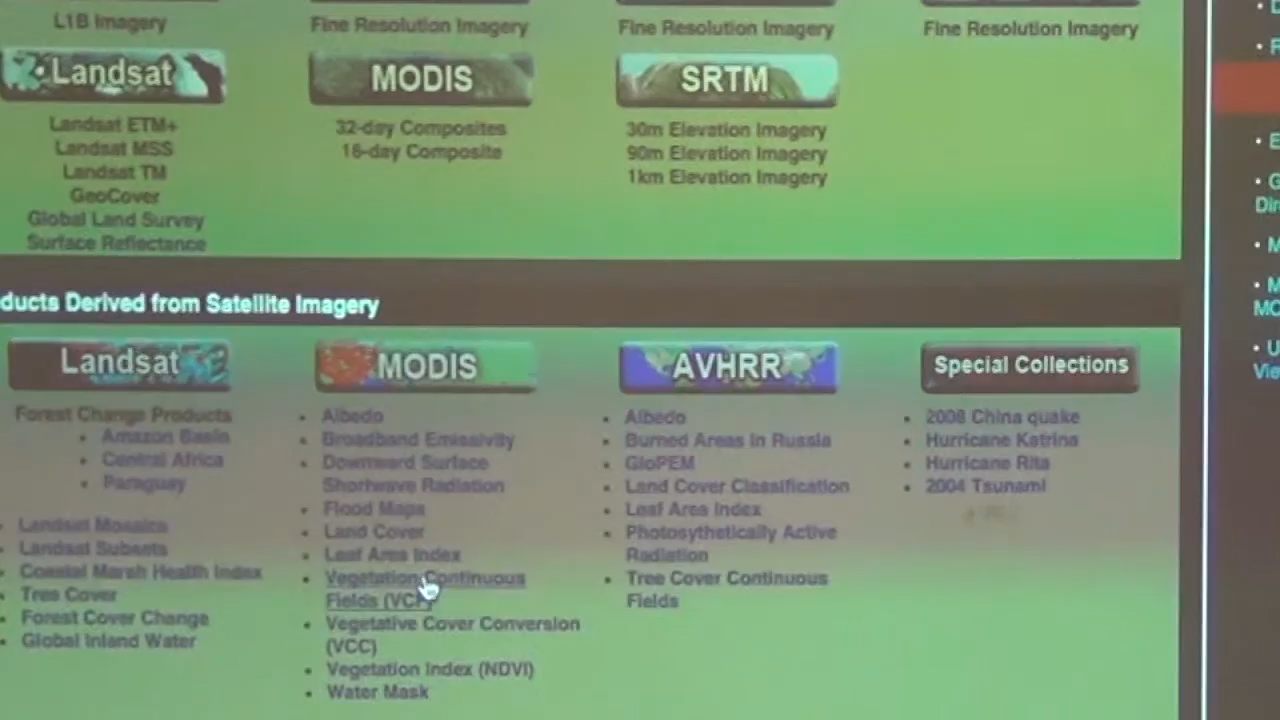 L1B Imagery
Fine Resolution Imagery
Fine Resolution Imagery
Fine Resolution Imagery
Landsat
Landsat ETM+
Landsat MSS
Landsat TM
GeoCover
Global Land Survey
Surface Reflectance
MODIS
32-day Composites
16-day Composite
SRTM
30m Elevation Imagery
90m Elevation Imagery
1km Elevation Imagery
ducts Derived from Satellite Imagery
Landsat
Forest Change Products
• Amazon Basin
• Central Africa
• Paraguay
• Landsat Mosaics
• Landsat Subsets
• Coastal Marsh Health Index
• Tree Cover
• Forest Cover Change
• Global Inland Water
MODIS
• Albedo
• Broadband Emissivity
• Downward Surface
Shortwave Radiation
• Flood Maps
• Land Cover
• Leaf Area Index
• Vegetation Continuous
Fields (VCF)
• Vegetative Cover Conversion
(VCC)
• Vegetation Index (NDVI)
• Water Mask
AVHRR
• Albedo
• Burned Areas in Russia
• GloPEM
• Land Cover Classification
• Leaf Area Index
• Photosythetically Active
Radiation
• Tree Cover Continuous
Fields
Special Collections
• 2008 China quake
• Hurricane Katrina
• Hurricane Rita
• 2004 Tsunami